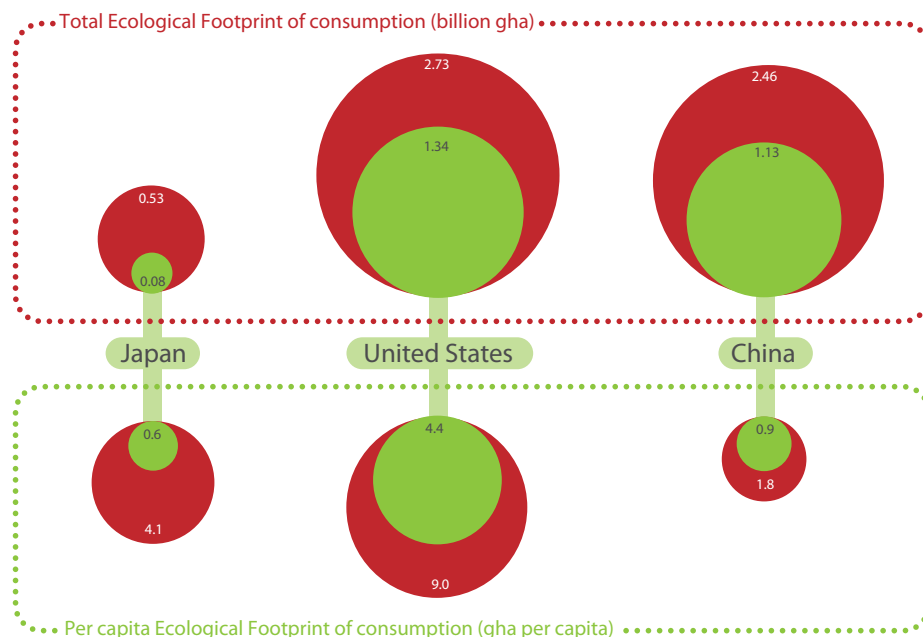 Total Ecological Footprint of consumption (billion gha)
2.73
2.46
1.34
1.13
0.53
0.08
Japan
United States
China
0.6
4.4
0.9
1.8
4.1
9.0
Per capita Ecological Footprint of consumption (gha per capita)